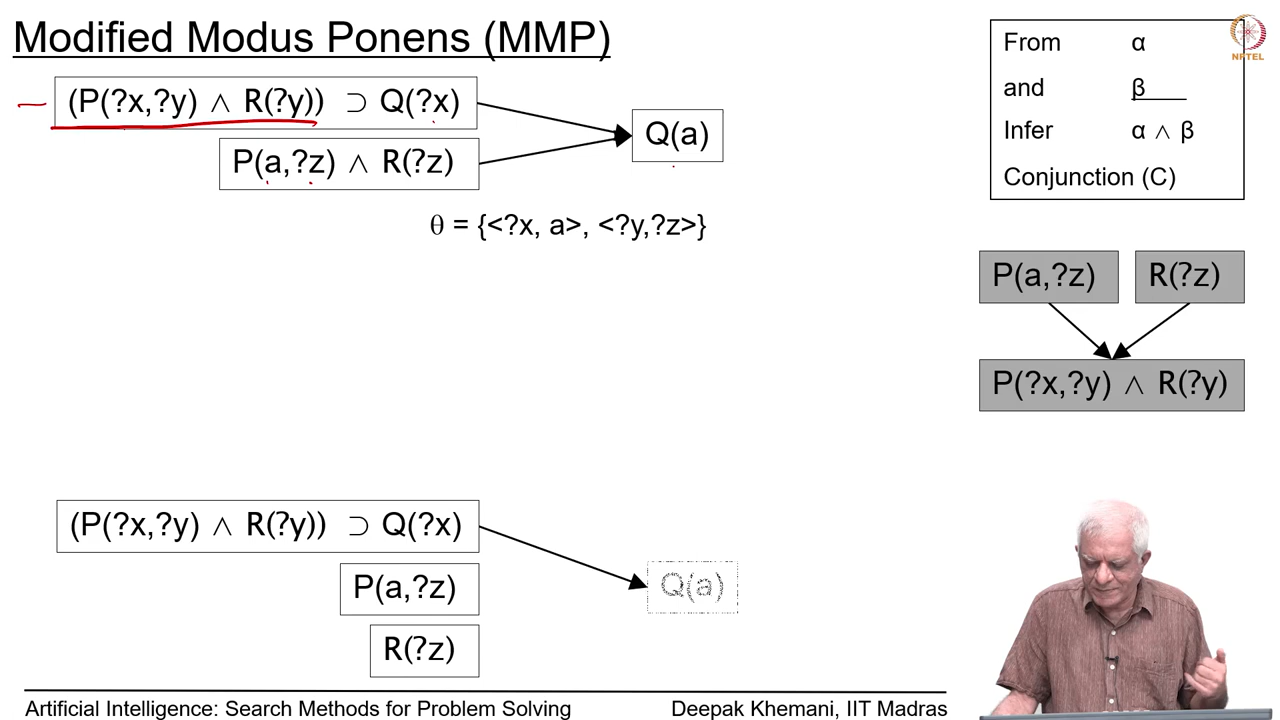 Modified Modus Ponens (MMP)
(P(?x,?y) ∧ R(?y)) ⊃ Q(?x)
P(a,?z) ∧ R(?z)
Q(a)
θ = {<?x, a>, <?y,?z>}
From α
and β
Infer α ∧ β
Conjunction (C)
NPTEL
P(a,?z) R(?z)
P(?x,?y) ∧ R(?y)
(P(?x,?y) ∧ R(?y)) ⊃ Q(?x)
P(a,?z)
R(?z)
Q(a)
Artificial Intelligence: Search Methods for Problem Solving Deepak Khemani, IIT Madras